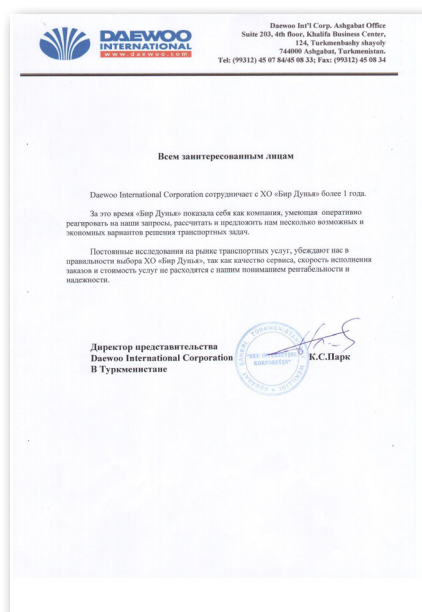 DAEWOO
INTERNATIONAL
www.daewoo.com
Daewoo Int'l Corp. Ashgabat Office
Suite 203, 4th floor, Khalifa Business Center,
124, Turkmenbashy shayoly
744000 Ashgabat, Turkmenistan.
Tel: (99312) 45 07 84/45 08 33; Fax: (99312) 45 08 34
Всем заинтересованным лицам
Daewoo International Corporation сотрудничает с ХО «Бир Дунья» более 1 года.
За это время «Бир Дунья» показала себя как компания, умеющая оперативно
реагировать на наши запросы, рассчитать и предложить нам несколько возможных и
экономных вариантов решения транспортных задач.
Постоянные исследования на рынке транспортных услуг, убеждают нас в
правильности выбора ХО «Бир Дунья», так как качество сервиса, скорость исполнения
заказов и стоимость услуг не расходятся с нашим пониманием рентабельности и
надежности.
Директор представительства
Daewoo International Corporation
В Туркменистане
К.С.Парк